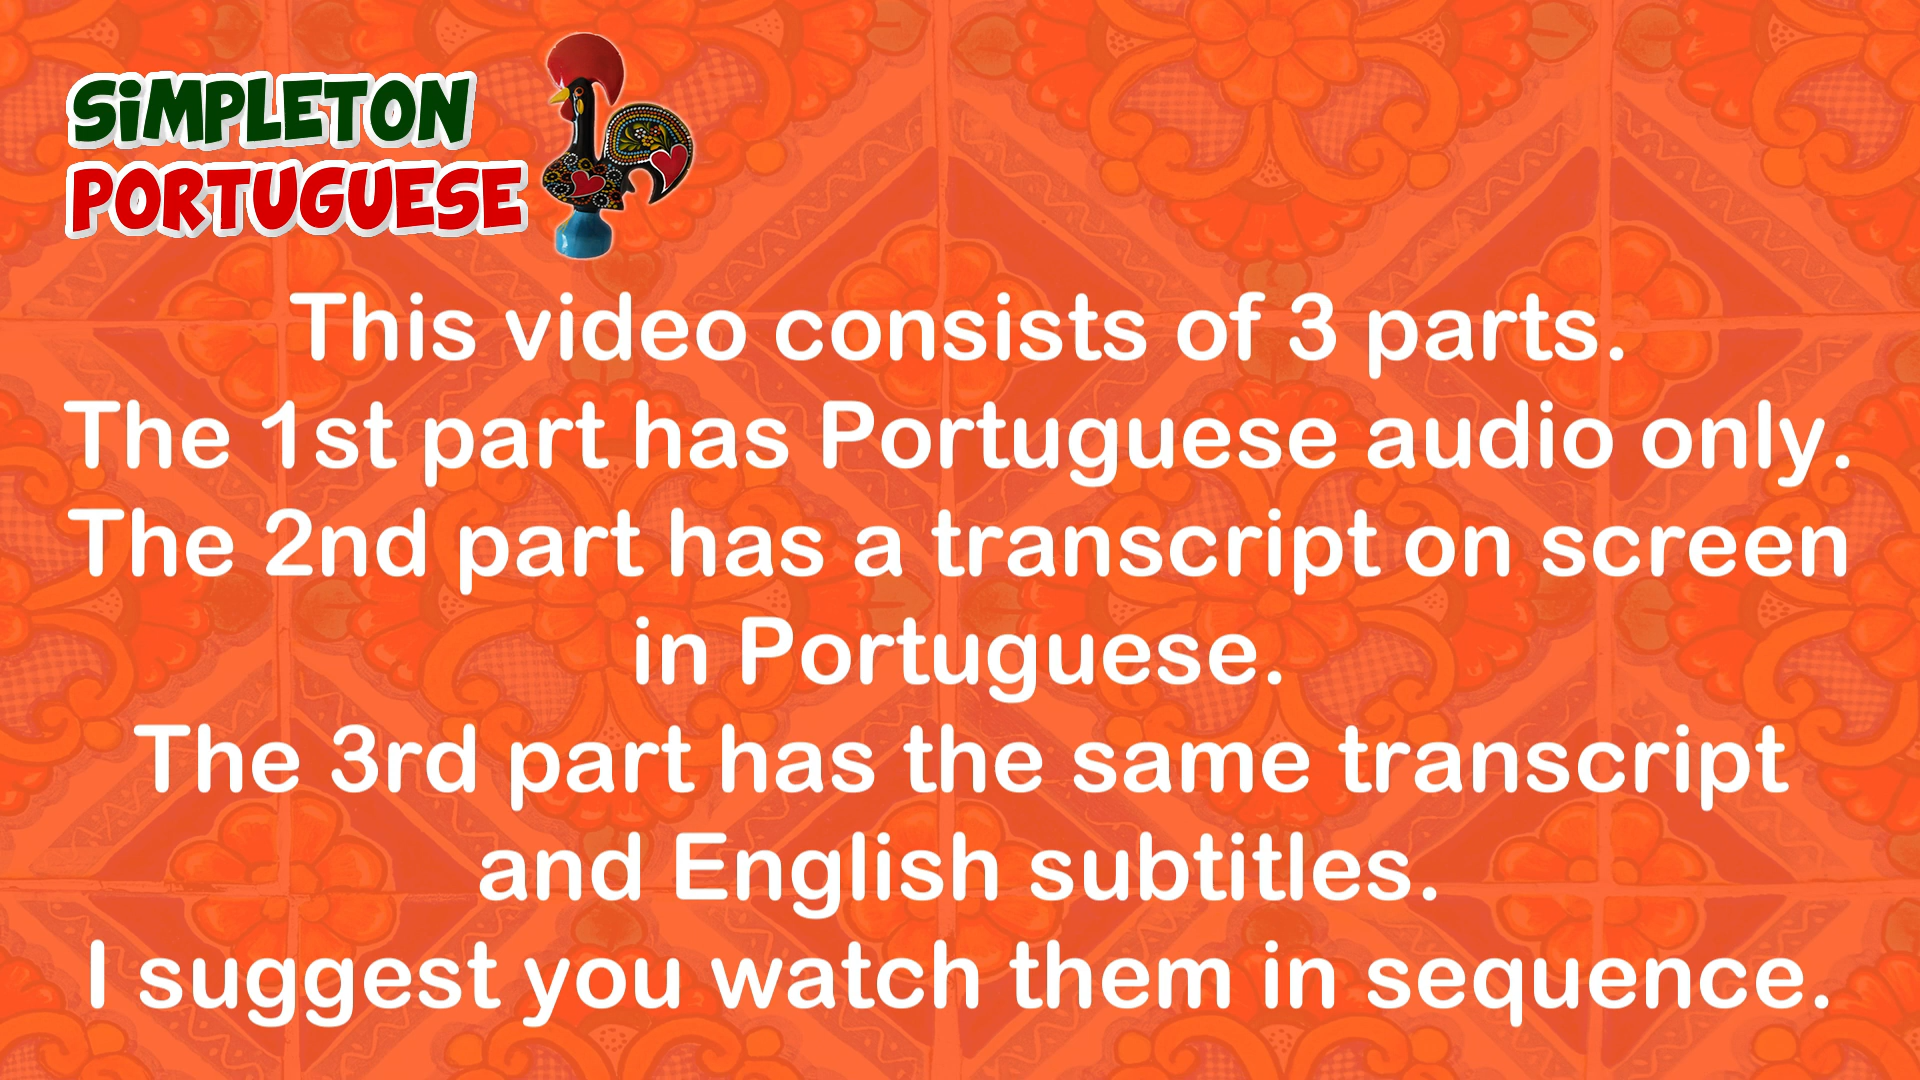 SiMPLETON
PORTUGUESE
This video consists of 3 parts.
The 1st part has Portuguese audio only.
The 2nd part has a transcript on screen
in Portuguese.
The 3rd part has the same transcript
and English subtitles.
I suggest you watch them in sequence.